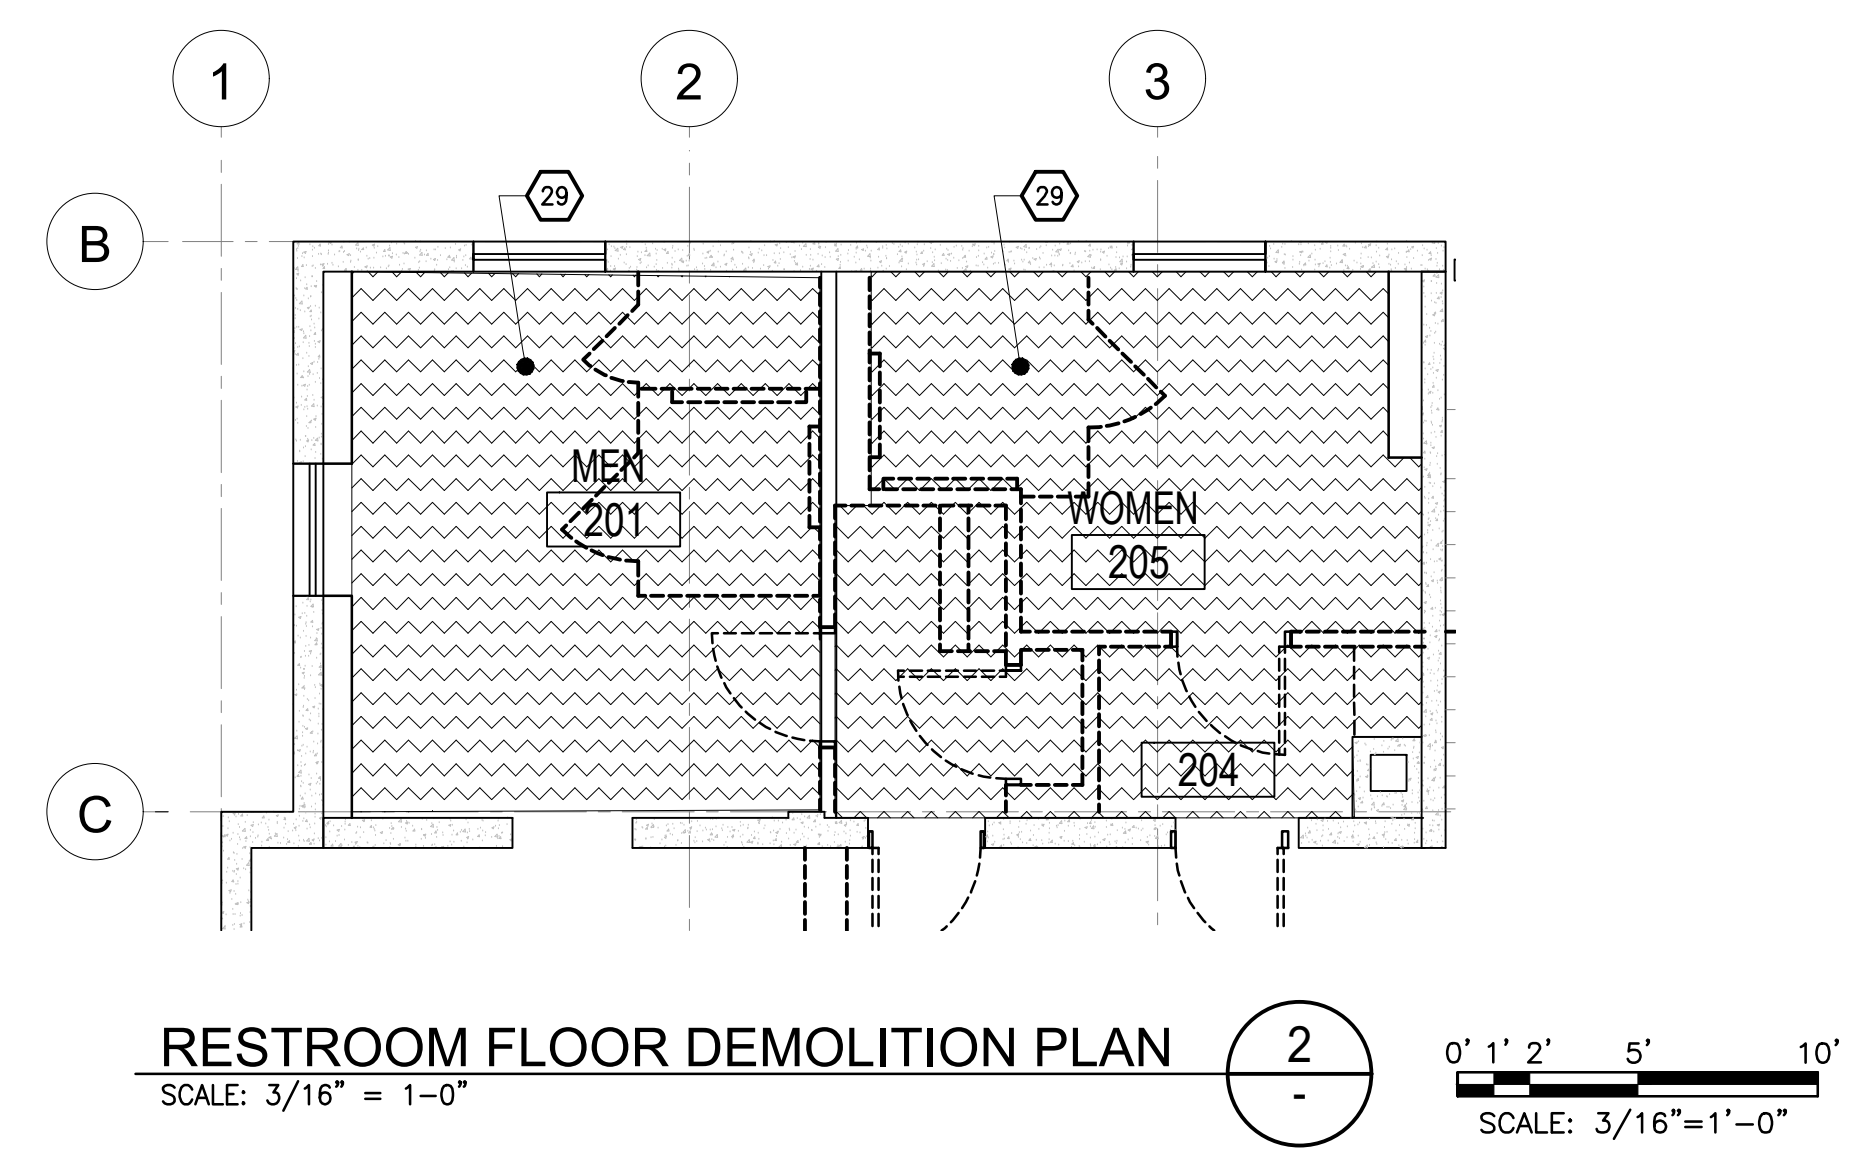 1
2
3
29
29
B
MEN
201
WOMEN
205
204
C
RESTROOM FLOOR DEMOLITION PLAN
SCALE: 3/16" = 1-0"
2
-
0' 1' 2' 5' 10'
SCALE: 3/16"=1'-0"